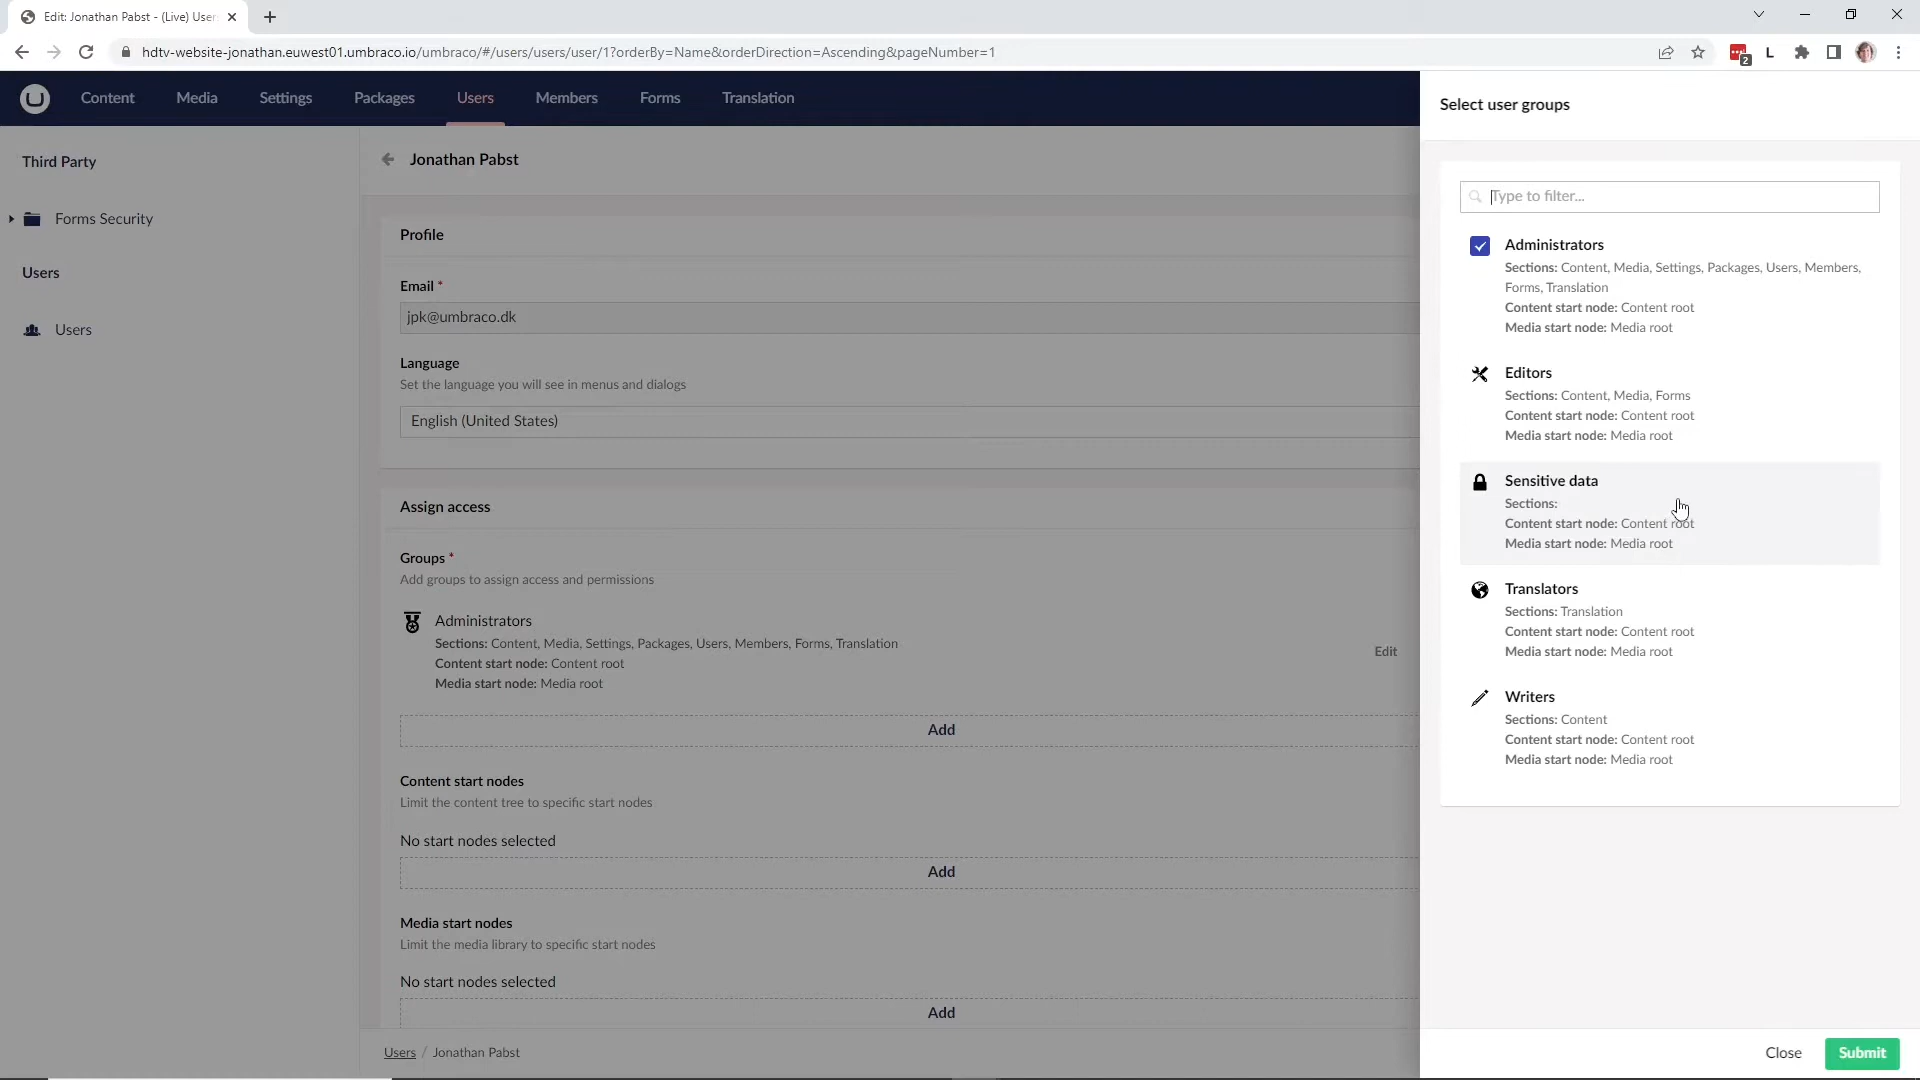 Edit: Jonathan Pabst - (Live) User
hdtv-website-jonathan.euwest01.umbraco.io/umbraco/#/users/users/user/1?orderBy=Name&orderDirection=Ascending&pageNumber=1
2
L
Content
Media
Settings
Packages
Users
Members
Forms
Translation
Third Party
Forms Security
Users
Users
Jonathan Pabst
Profile
Email *
jpk@umbraco.dk
Language
Set the language you will see in menus and dialogs
English (United States)
Assign access
Groups *
Add groups to assign access and permissions
Administrators
Sections: Content, Media, Settings, Packages, Users, Members, Forms, Translation
Content start node: Content root
Media start node: Media root
Edit
Add
Content start nodes
Limit the content tree to specific start nodes
No start nodes selected
Add
Media start nodes
Limit the media library to specific start nodes
No start nodes selected
Add
Users / Jonathan Pabst
Select user groups
Type to filter...
Administrators
Sections: Content, Media, Settings, Packages, Users, Members,
Forms, Translation
Content start node: Content root
Media start node: Media root
Editors
Sections: Content, Media, Forms
Content start node: Content root
Media start node: Media root
Sensitive data
Sections:
Content start node: Content root
Media start node: Media root
Translators
Sections: Translation
Content start node: Content root
Media start node: Media root
Writers
Sections: Content
Content start node: Content root
Media start node: Media root
Close
Submit